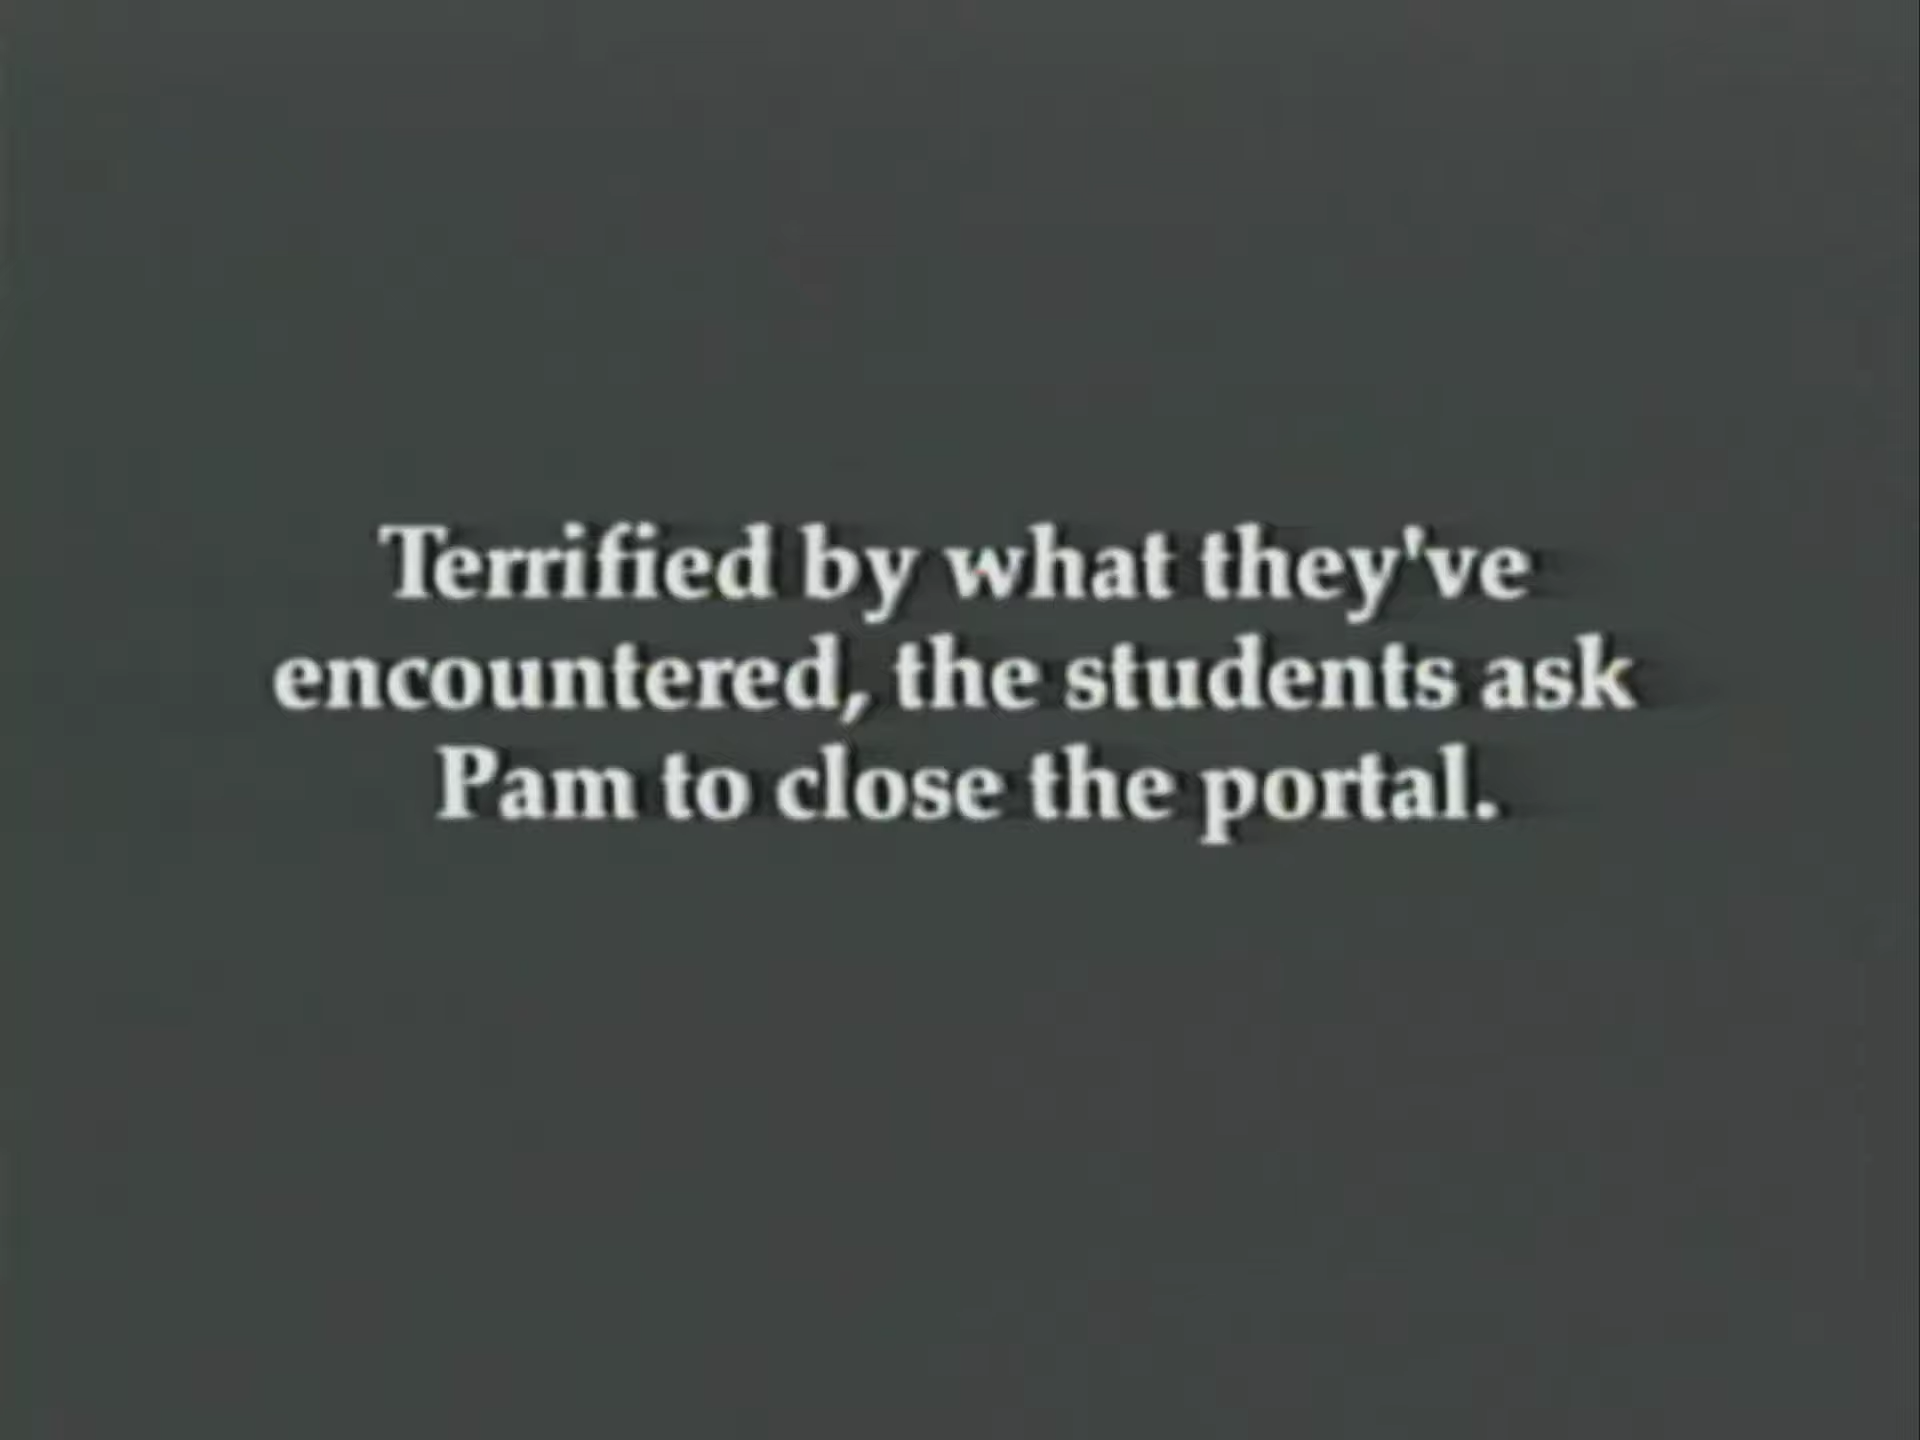 Terrified by what they've
encountered, the students ask
Pam to close the portal.